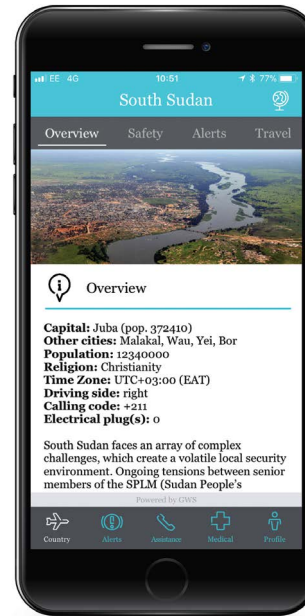 EE 4G 10:51 77%
South Sudan
Overview Safety Alerts Travel
Overview
Capital: Juba (pop. 372410)
Other cities: Malakal, Wau, Yei, Bor
Population: 12340000
Religion: Christianity
Time Zone: UTC+03:00 (EAT)
Driving side: right
Calling code: +211
Electrical plug(s): 0
South Sudan faces an array of complex
challenges, which create a volatile local security
environment. Ongoing tensions between senior
members of the SPLM (Sudan People's
Powered by GWS
Country Alerts Assistance Medical Profile